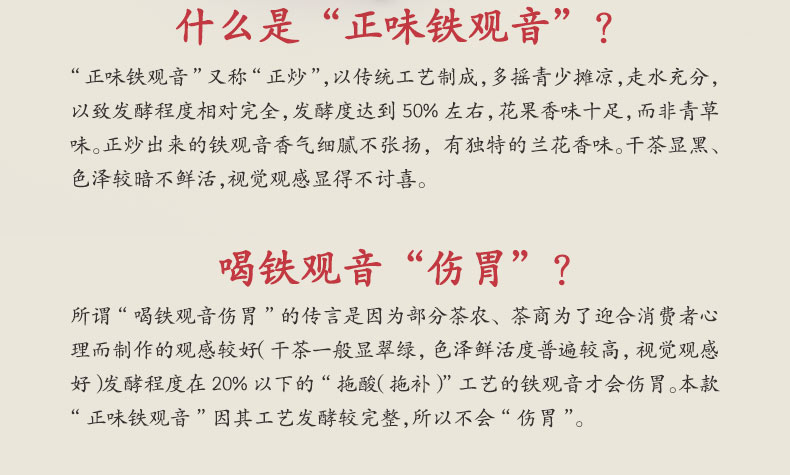 什么是“正味铁观音”?
“正味铁观音”又称“正炒”,以传统工艺制成,多摇青少摊凉,走水充分,
以致发酵程度相对完全,发酵度达到50%左右,花果香味十足,而非青草
味。正炒出来的铁观音香气细腻不张扬,有独特的兰花香味。干茶显黑、
色泽较暗不鲜活,视觉观感显得不讨喜。
喝铁观音“伤胃”?
所谓“喝铁观音伤胃”的传言是因为部分茶农、茶商为了迎合消费者心
理而制作的观感较好(干茶一般显翠绿,色泽鲜活度普遍较高,视觉观感
好)发酵程度在20%以下的“拖酸(拖补)”工艺的铁观音才会伤胃。本款
“正味铁观音”因其工艺发酵较完整,所以不会“伤胃”。